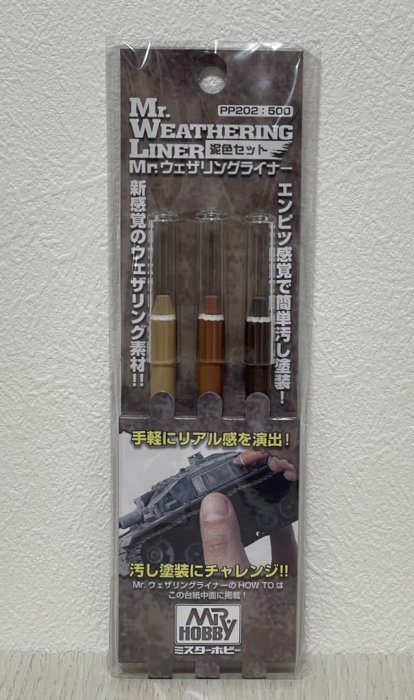 PP202:500
Mr.
WEATHERING
LINER 泥色セット
Mr.ウェザリングライナー
エンピツ感覚で簡単汚し塗装!
新感覚のウェザリング素材!!
手軽にリアル感を演出!
汚し塗装にチャレンジ!!
Mr.ウェザリングライナーのHOW TOは
この台紙中面に掲載!
MR
HOBBY
ミスターホビー